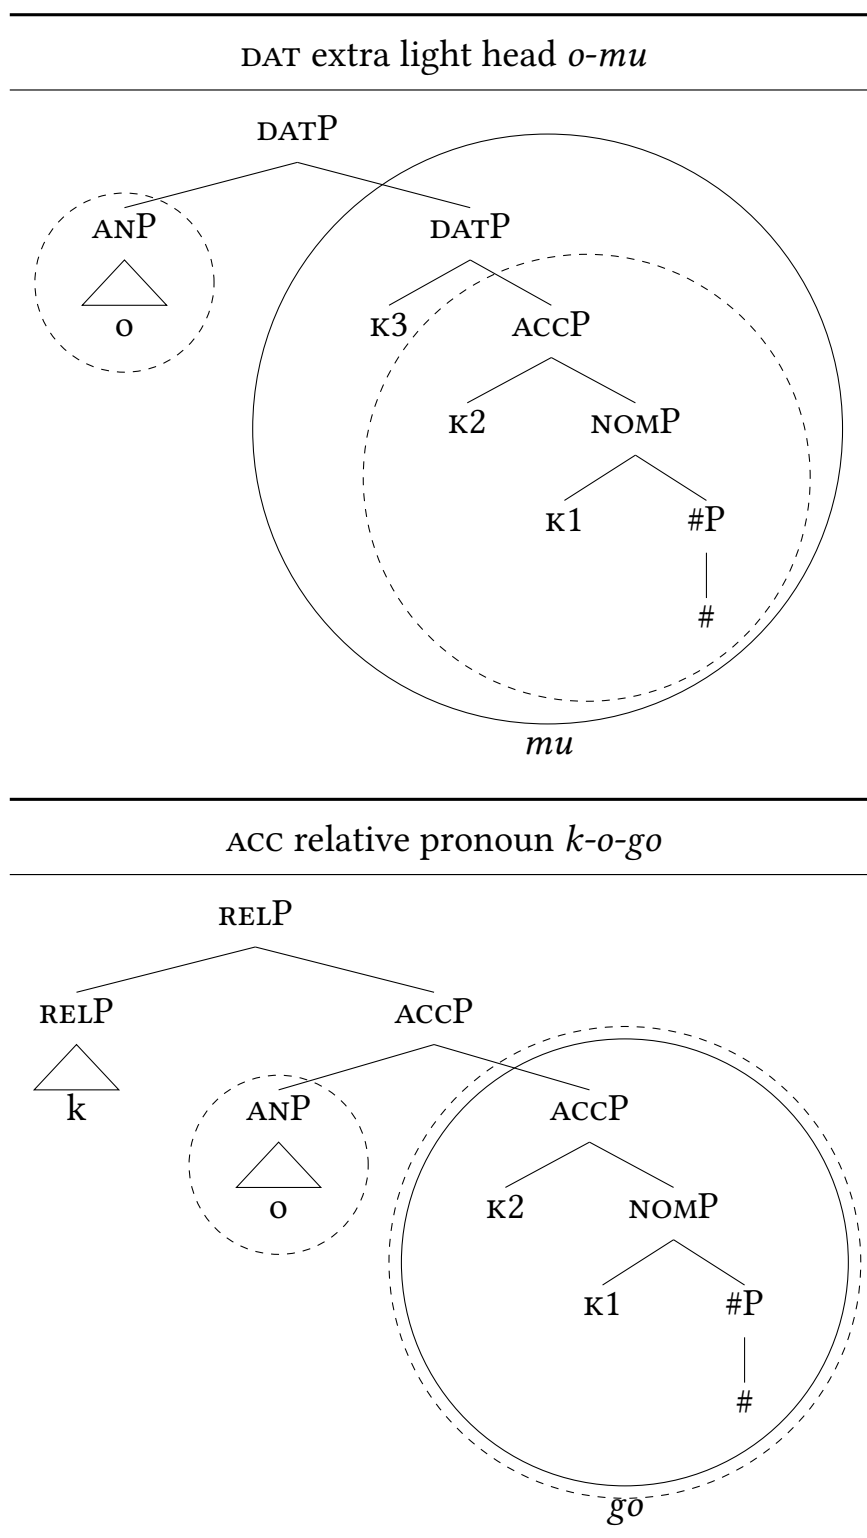 DAT extra light head o-mu
DATP
ANP DATP
o K3 ACCP
K2 NOMP
K1 #P
#
mu
ACC relative pronoun k-o-go
RELP
RELP ACCP
k ANP ACCP
o K2 NOMP
K1 #P
#
go